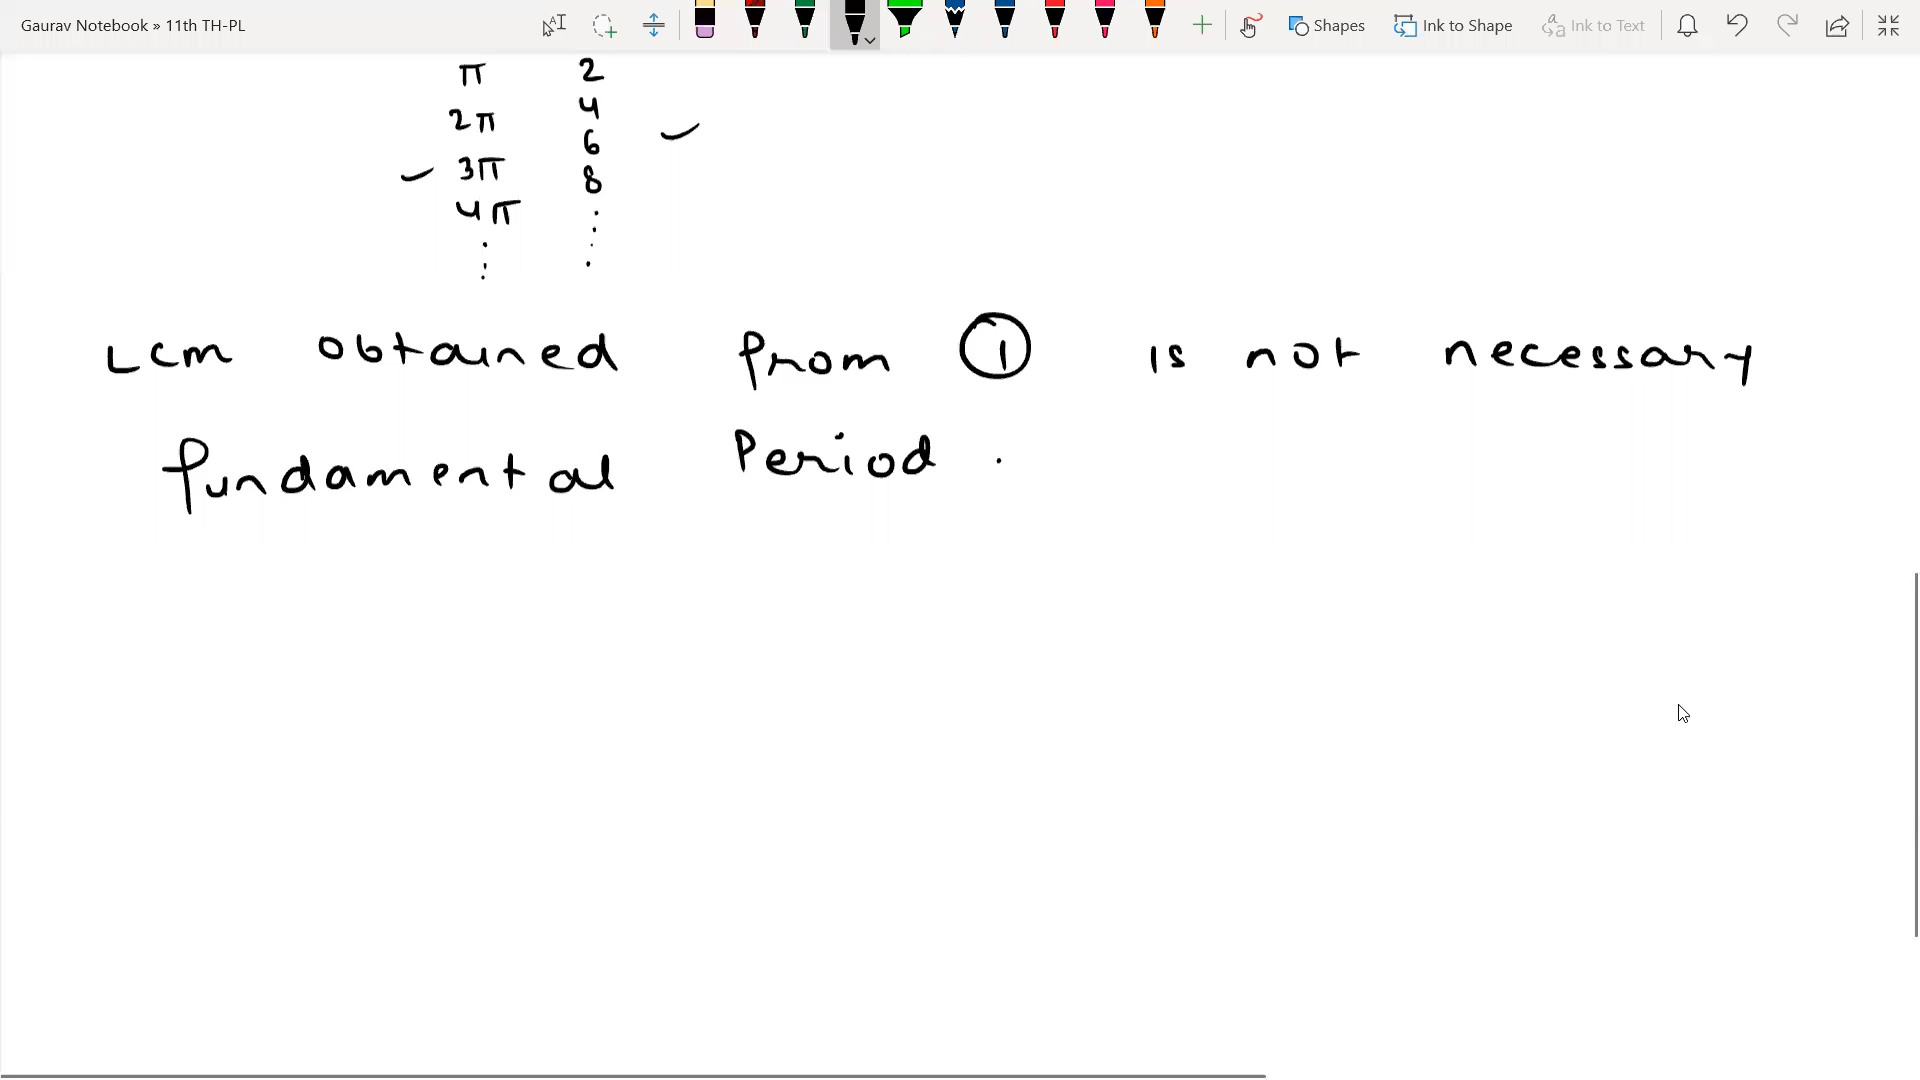 Gaurav Notebook » 11th TH-PL
Shapes
Ink to Shape
Ink to Text
π 2
2π 4
3π 6
4π 8
LCM obtained from ① is not necessary
fundamental Period .